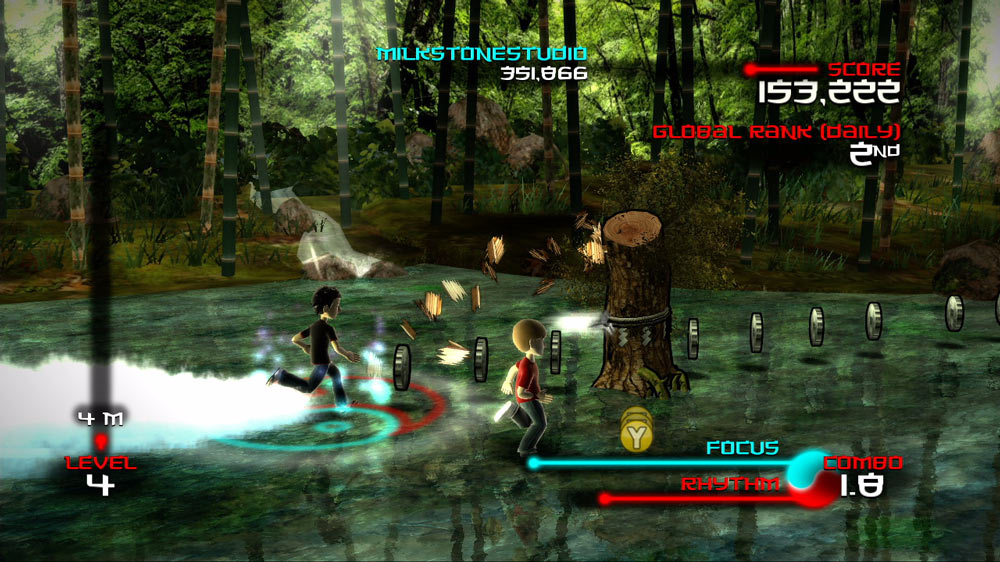 MILKSTONESTUDIO
351,866
SCORE
153,222
GLOBAL RANK (DAILY)
2ND
4 M
LEVEL
4
Y
FOCUS
COMBO
RHYTHM
1.8